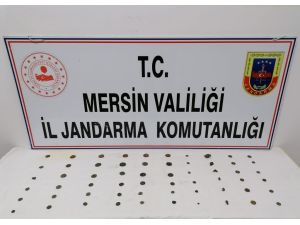 T.C.
MERSİN VALİLİĞİ
İL JANDARMA KOMUTANLIĞI